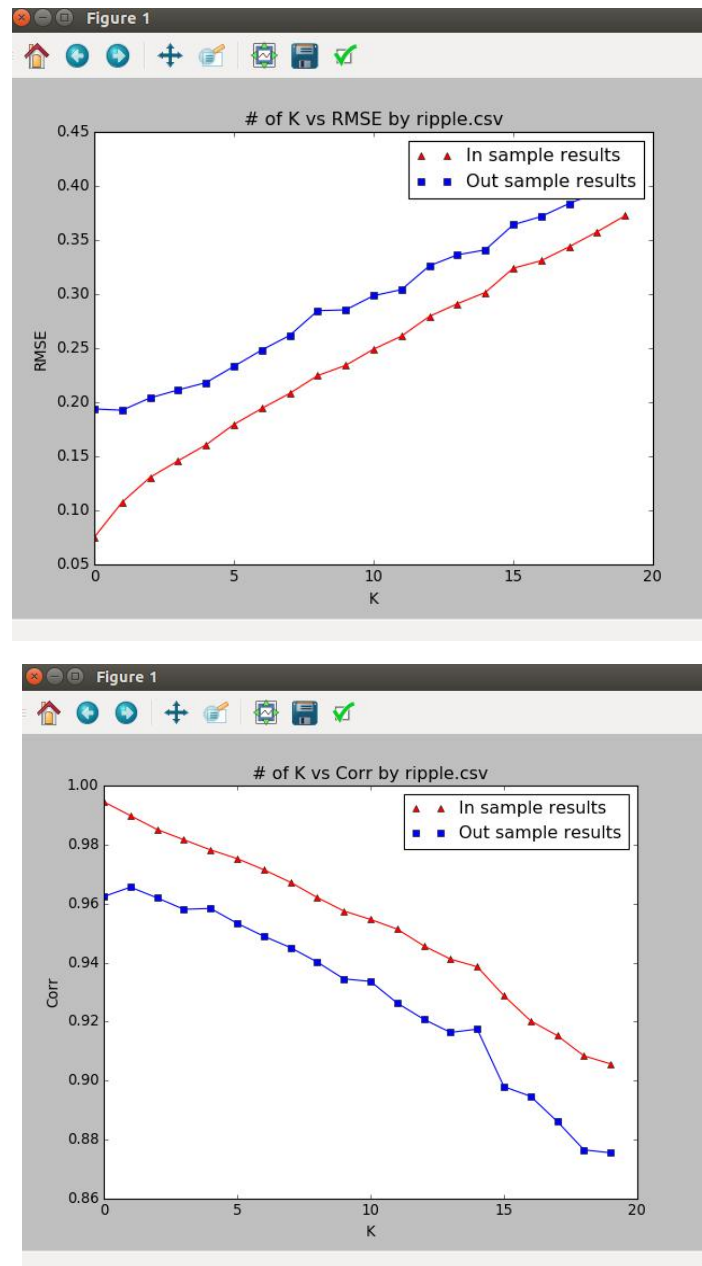 Figure 1
# of K vs RMSE by ripple.csv
In sample results
Out sample results
0.45
0.40
0.35
0.30
0.25
0.20
0.15
0.10
0.05
RMSE
0 5 10 15 20
K
Figure 1
# of K vs Corr by ripple.csv
In sample results
Out sample results
1.00
0.98
0.96
0.94
0.92
0.90
0.88
0.86
Corr
0 5 10 15 20
K